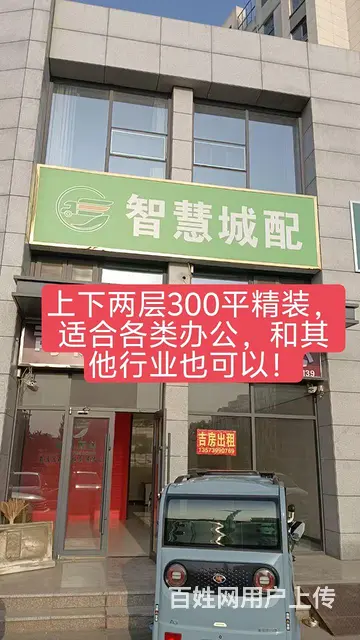 智慧城配
上下两层300平精装，
适合各类办公，和其
他行业也可以！
139
吉房出租
13573990769
百姓网用户上传